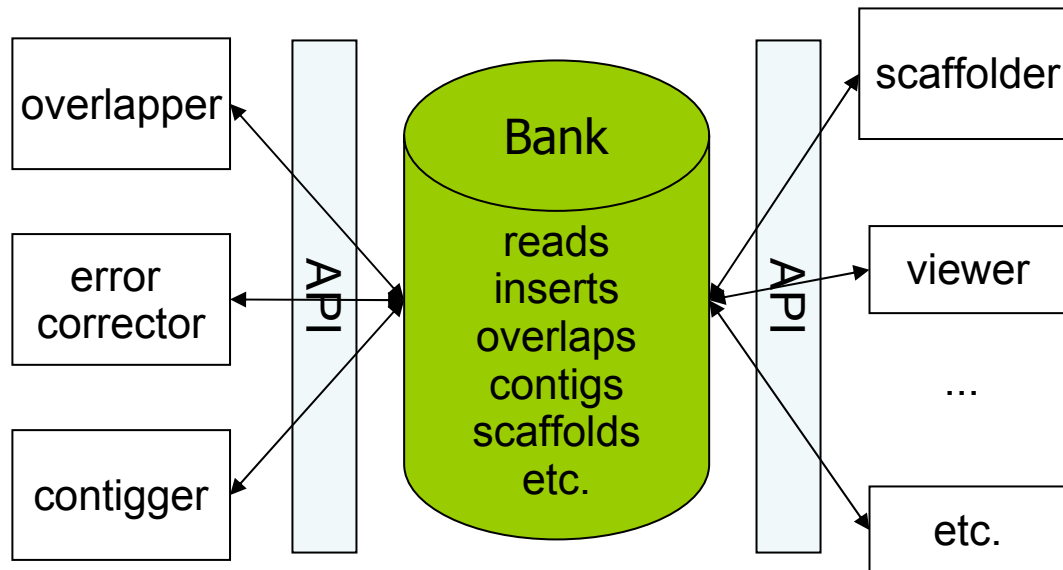 overlapper
error
corrector
contigger
API
Bank
reads
inserts
overlaps
contigs
scaffolds
etc.
API
scaffolder
viewer
...
etc.